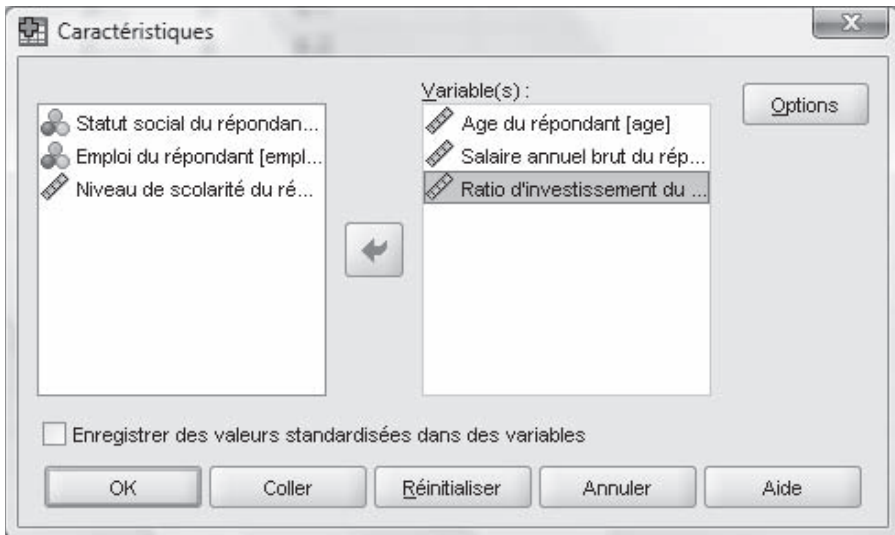 Caractéristiques
Statut social du répondan...
Emploi du répondant [empl...
Niveau de scolarité du ré...
Variable(s) :
Age du répondant [age]
Salaire annuel brut du rép...
Ratio d'investissement du ...
Options
Enregistrer des valeurs standardisées dans des variables
OK
Coller
Réinitialiser
Annuler
Aide